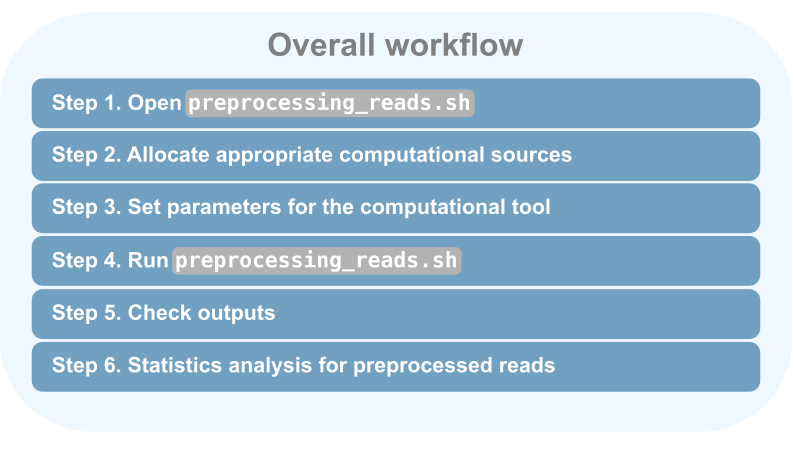 Overall workflow
Step 1. Open preprocessing_reads.sh
Step 2. Allocate appropriate computational sources
Step 3. Set parameters for the computational tool
Step 4. Run preprocessing_reads.sh
Step 5. Check outputs
Step 6. Statistics analysis for preprocessed reads